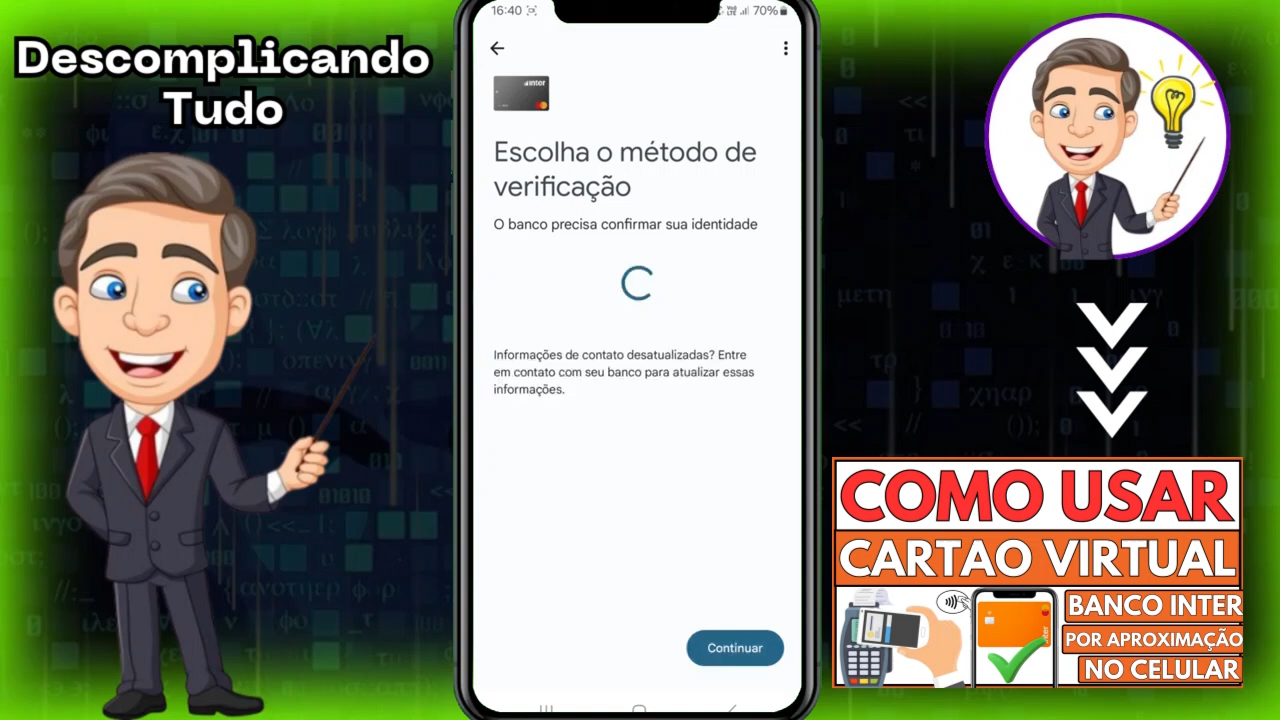 Descomplicando
Tudo
16:40
70%
inter
Escolha o método de
verificação
O banco precisa confirmar sua identidade
Informações de contato desatualizadas? Entre
em contato com seu banco para atualizar essas
informações.
Continuar
COMO USAR
CARTAO VIRTUAL
BANCO INTER
POR APROXIMAÇÃO
NO CELULAR
inter